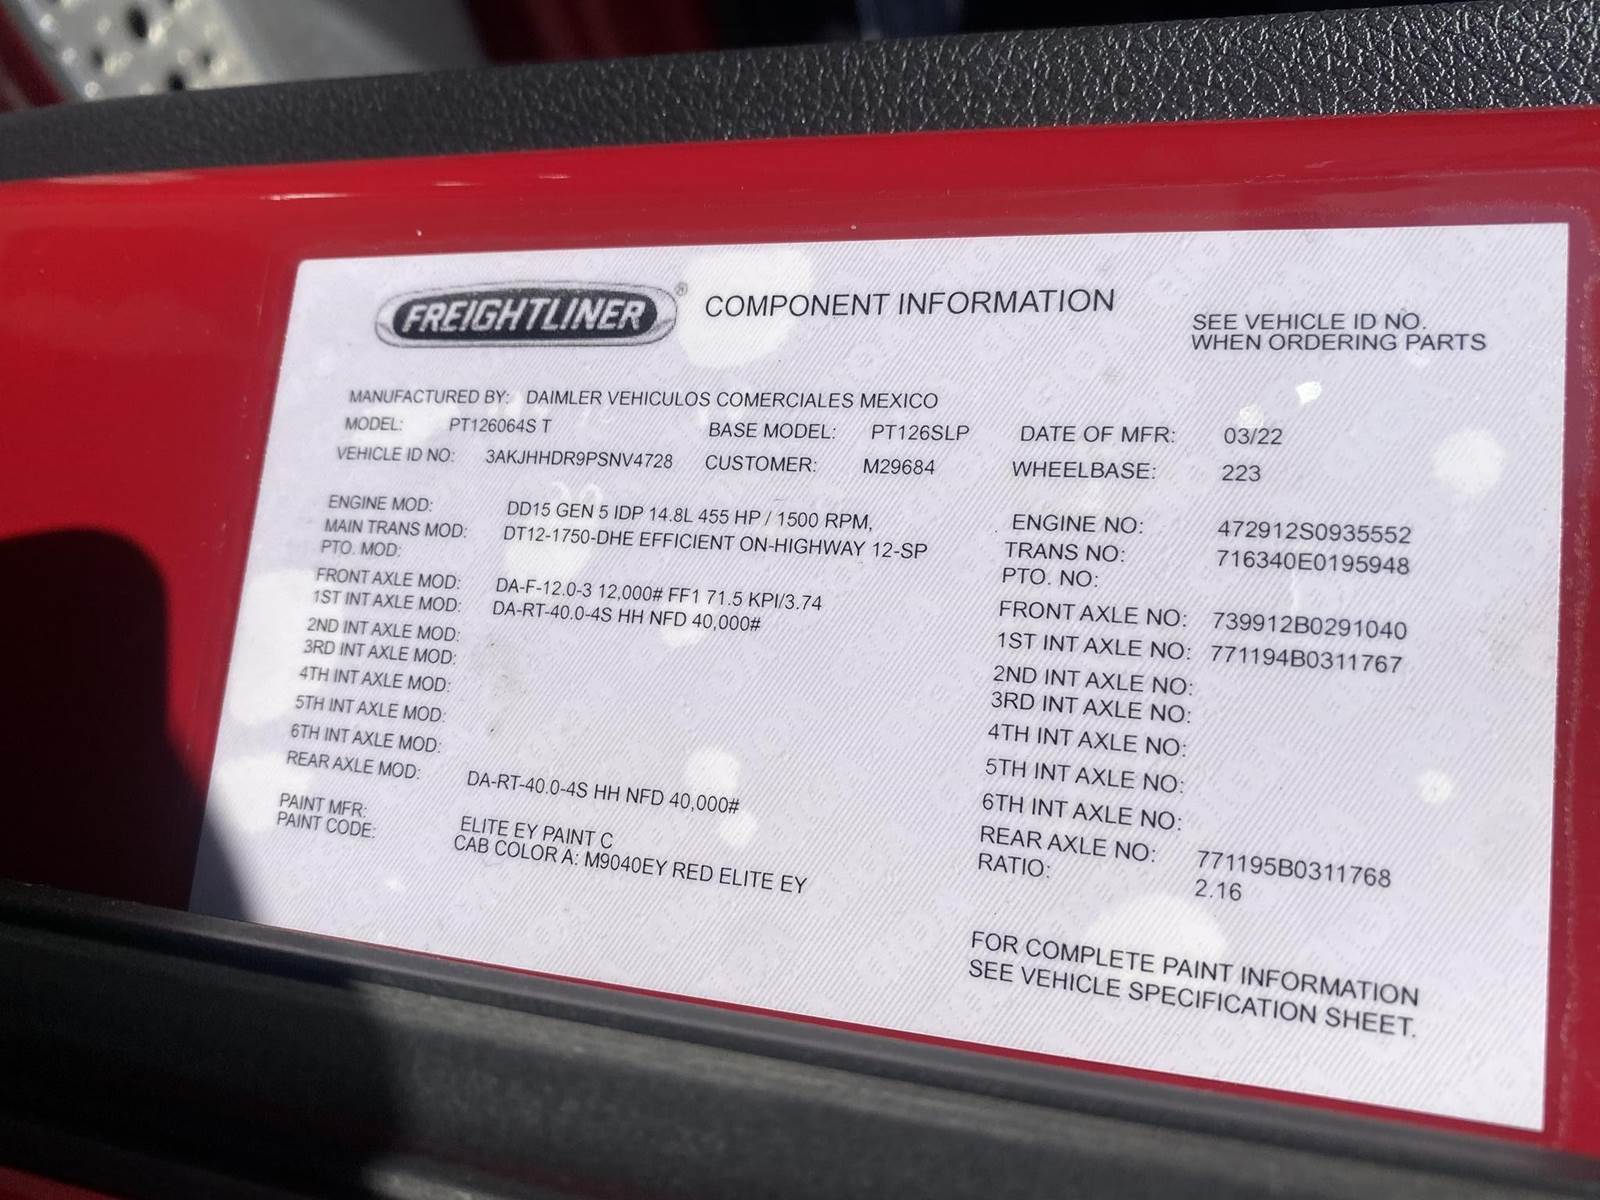 FREIGHTLINER® COMPONENT INFORMATION
SEE VEHICLE ID NO.
WHEN ORDERING PARTS
MANUFACTURED BY: DAIMLER VEHICULOS COMERCIALES MEXICO
MODEL: PT126064S T BASE MODEL: PT126SLP DATE OF MFR: 03/22
VEHICLE ID NO: 3AKJHHDR9PSNV4728 CUSTOMER: M29684 WHEELBASE: 223
ENGINE MOD: DD15 GEN 5 IDP 14.8L 455 HP / 1500 RPM, ENGINE NO: 472912S0935552
MAIN TRANS MOD: DT12-1750-DHE EFFICIENT ON-HIGHWAY 12-SP TRANS NO: 716340E0195948
PTO. MOD: PTO. NO:
FRONT AXLE MOD: DA-F-12.0-3 12,000# FF1 71.5 KPI/3.74 FRONT AXLE NO: 739912B0291040
1ST INT AXLE MOD: DA-RT-40.0-4S HH NFD 40,000# 1ST INT AXLE NO: 771194B0311767
2ND INT AXLE MOD: 2ND INT AXLE NO:
3RD INT AXLE MOD: 3RD INT AXLE NO:
4TH INT AXLE MOD: 4TH INT AXLE NO:
5TH INT AXLE MOD: 5TH INT AXLE NO:
6TH INT AXLE MOD: 6TH INT AXLE NO:
REAR AXLE MOD: DA-RT-40.0-4S HH NFD 40,000# REAR AXLE NO: 771195B0311768
RATIO: 2.16
PAINT MFR: ELITE EY PAINT C
PAINT CODE: CAB COLOR A: M9040EY RED ELITE EY
FOR COMPLETE PAINT INFORMATION
SEE VEHICLE SPECIFICATION SHEET.